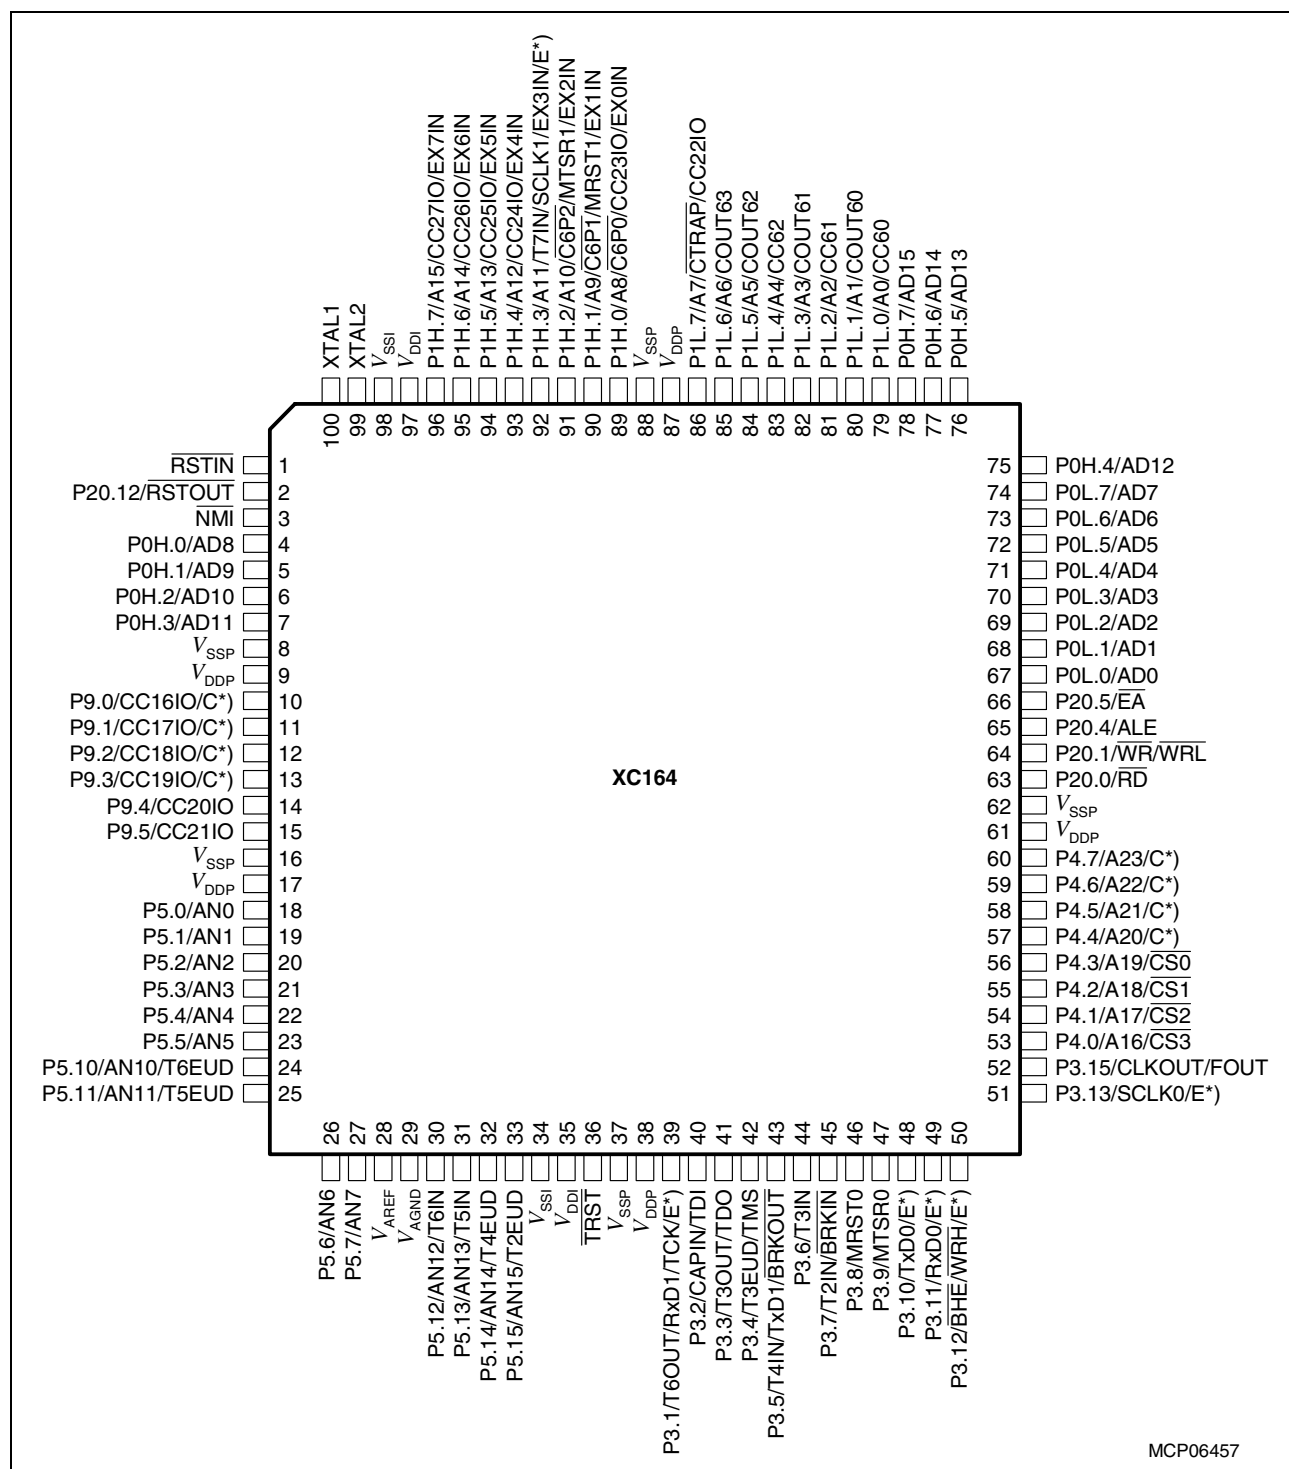 XTAL1
XTAL2
VSSI
VDDI
P1H.7/A15/CC27IO/EX7IN
P1H.6/A14/CC26IO/EX6IN
P1H.5/A13/CC25IO/EX5IN
P1H.4/A12/CC24IO/EX4IN
P1H.3/A11/T7IN/SCLK1/EX3IN/E*)
P1H.2/A10/C6P2/MTSR1/EX2IN
P1H.1/A9/C6P1/MRST1/EX1IN
P1H.0/A8/C6P0/CC23IO/EX0IN
VSSP
VDDP
P1L.7/A7/CTRAP/CC22IO
P1L.6/A6/COUT63
P1L.5/A5/COUT62
P1L.4/A4/CC62
P1L.3/A3/COUT61
P1L.2/A2/CC61
P1L.1/A1/COUT60
P1L.0/A0/CC60
P0H.7/AD15
P0H.6/AD14
P0H.5/AD13
100
99
98
97
96
95
94
93
92
91
90
89
88
87
86
85
84
83
82
81
80
79
78
77
76
RSTIN 1
P20.12/RSTOUT 2
NMI 3
P0H.0/AD8 4
P0H.1/AD9 5
P0H.2/AD10 6
P0H.3/AD11 7
VSSP 8
VDDP 9
P9.0/CC16IO/C*) 10
P9.1/CC17IO/C*) 11
P9.2/CC18IO/C*) 12
P9.3/CC19IO/C*) 13
P9.4/CC20IO 14
P9.5/CC21IO 15
VSSP 16
VDDP 17
P5.0/AN0 18
P5.1/AN1 19
P5.2/AN2 20
P5.3/AN3 21
P5.4/AN4 22
P5.5/AN5 23
P5.10/AN10/T6EUD 24
P5.11/AN11/T5EUD 25
XC164
75 P0H.4/AD12
74 P0L.7/AD7
73 P0L.6/AD6
72 P0L.5/AD5
71 P0L.4/AD4
70 P0L.3/AD3
69 P0L.2/AD2
68 P0L.1/AD1
67 P0L.0/AD0
66 P20.5/EA
65 P20.4/ALE
64 P20.1/WR/WRL
63 P20.0/RD
62 VSSP
61 VDDP
60 P4.7/A23/C*)
59 P4.6/A22/C*)
58 P4.5/A21/C*)
57 P4.4/A20/C*)
56 P4.3/A19/CS0
55 P4.2/A18/CS1
54 P4.1/A17/CS2
53 P4.0/A16/CS3
52 P3.15/CLKOUT/FOUT
51 P3.13/SCLK0/E*)
26
27
28
29
30
31
32
33
34
35
36
37
38
39
40
41
42
43
44
45
46
47
48
49
50
P5.6/AN6
P5.7/AN7
VAREF
VAGND
P5.12/AN12/T6IN
P5.13/AN13/T5IN
P5.14/AN14/T4EUD
P5.15/AN15/T2EUD
VSSI
VDDI
TRST
VSSP
VDDP
P3.1/T6OUT/RxD1/TCK/E*)
P3.2/CAPIN/TDI
P3.3/T3OUT/TDO
P3.4/T3EUD/TMS
P3.5/T4IN/TxD1/BRKOUT
P3.6/T3IN
P3.7/T2IN/BRKIN
P3.8/MRST0
P3.9/MTSR0
P3.10/TxD0/E*)
P3.11/RxD0/E*)
P3.12/BHE/WRH/E*)
MCP06457